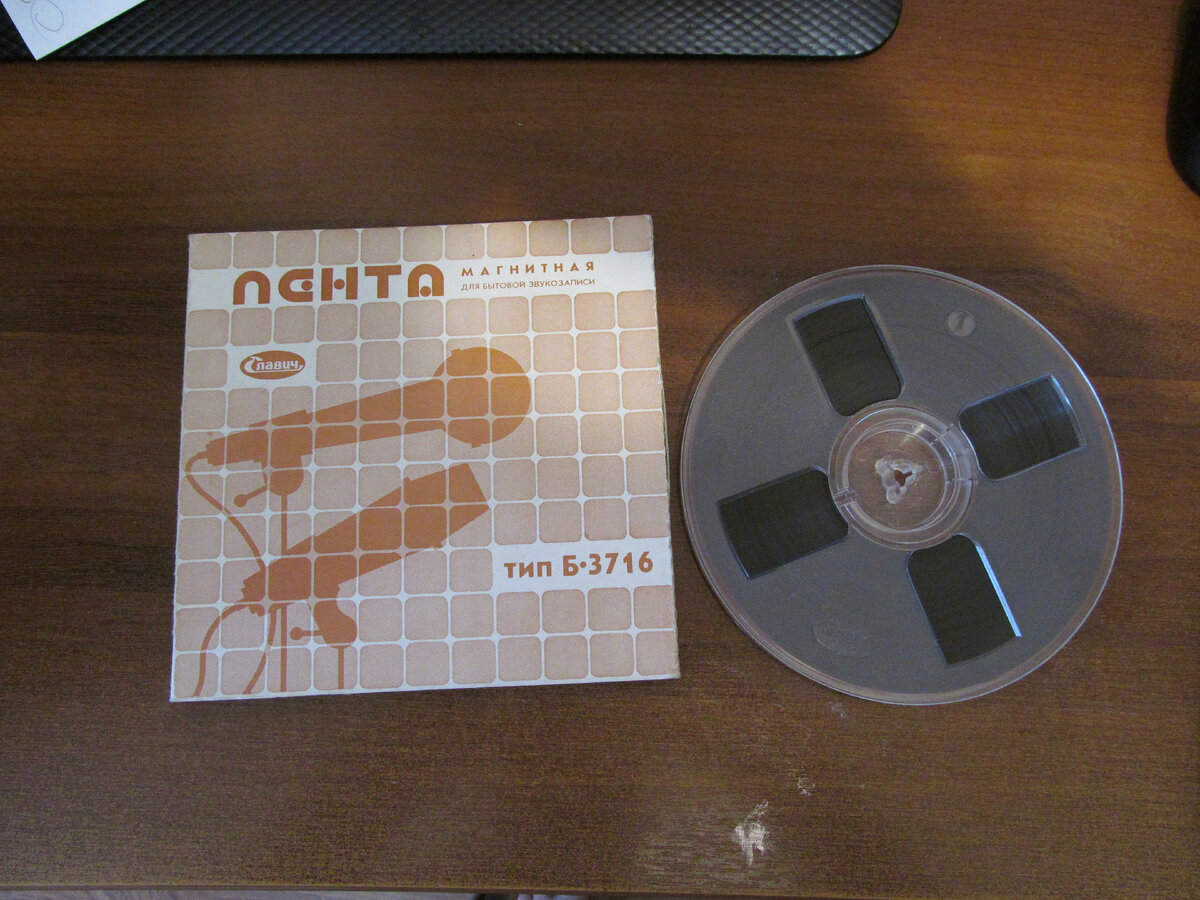 ЛЕНТА
МАГНИТНАЯ
ДЛЯ БЫТОВОЙ ЗВУКОЗАПИСИ
Славич
тип Б·3716